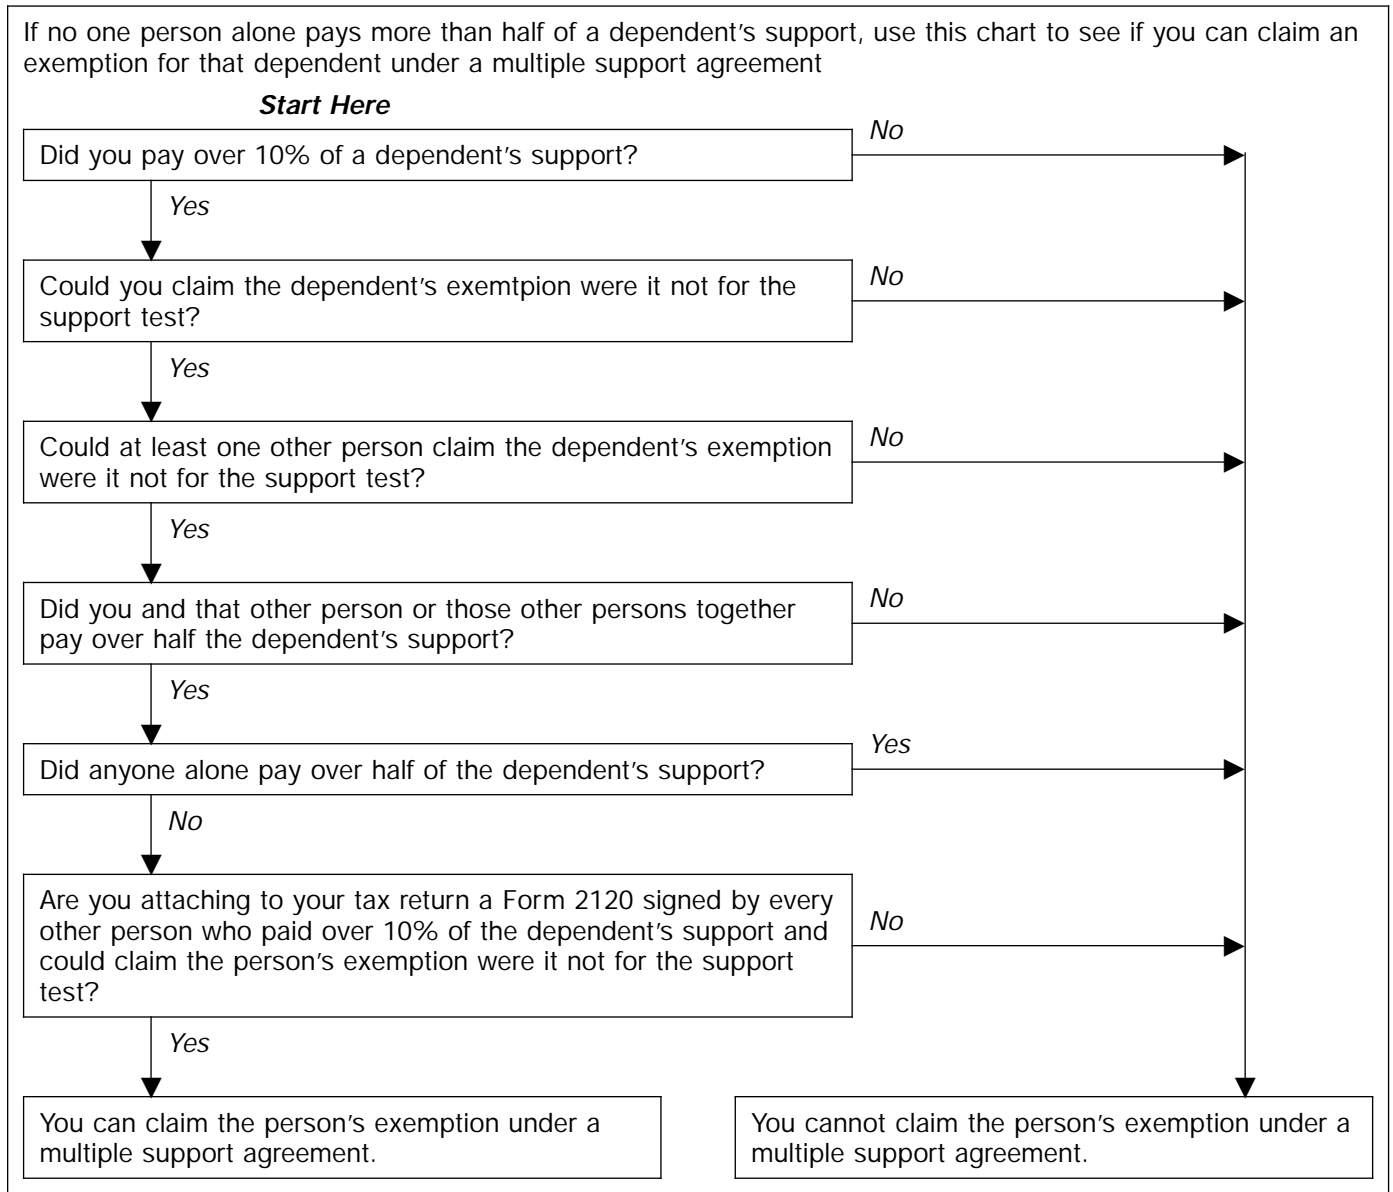 If no one person alone pays more than half of a dependent's support, use this chart to see if you can claim an
exemption for that dependent under a multiple support agreement
Start Here
Did you pay over 10% of a dependent's support?
No
Yes
Could you claim the dependent's exemtpion were it not for the
support test?
No
Yes
Could at least one other person claim the dependent's exemption
were it not for the support test?
No
Yes
Did you and that other person or those other persons together
pay over half the dependent's support?
No
Yes
Did anyone alone pay over half of the dependent's support?
Yes
No
Are you attaching to your tax return a Form 2120 signed by every
other person who paid over 10% of the dependent's support and
could claim the person's exemption were it not for the support
test?
No
Yes
You can claim the person's exemption under a
multiple support agreement.
You cannot claim the person's exemption under a
multiple support agreement.